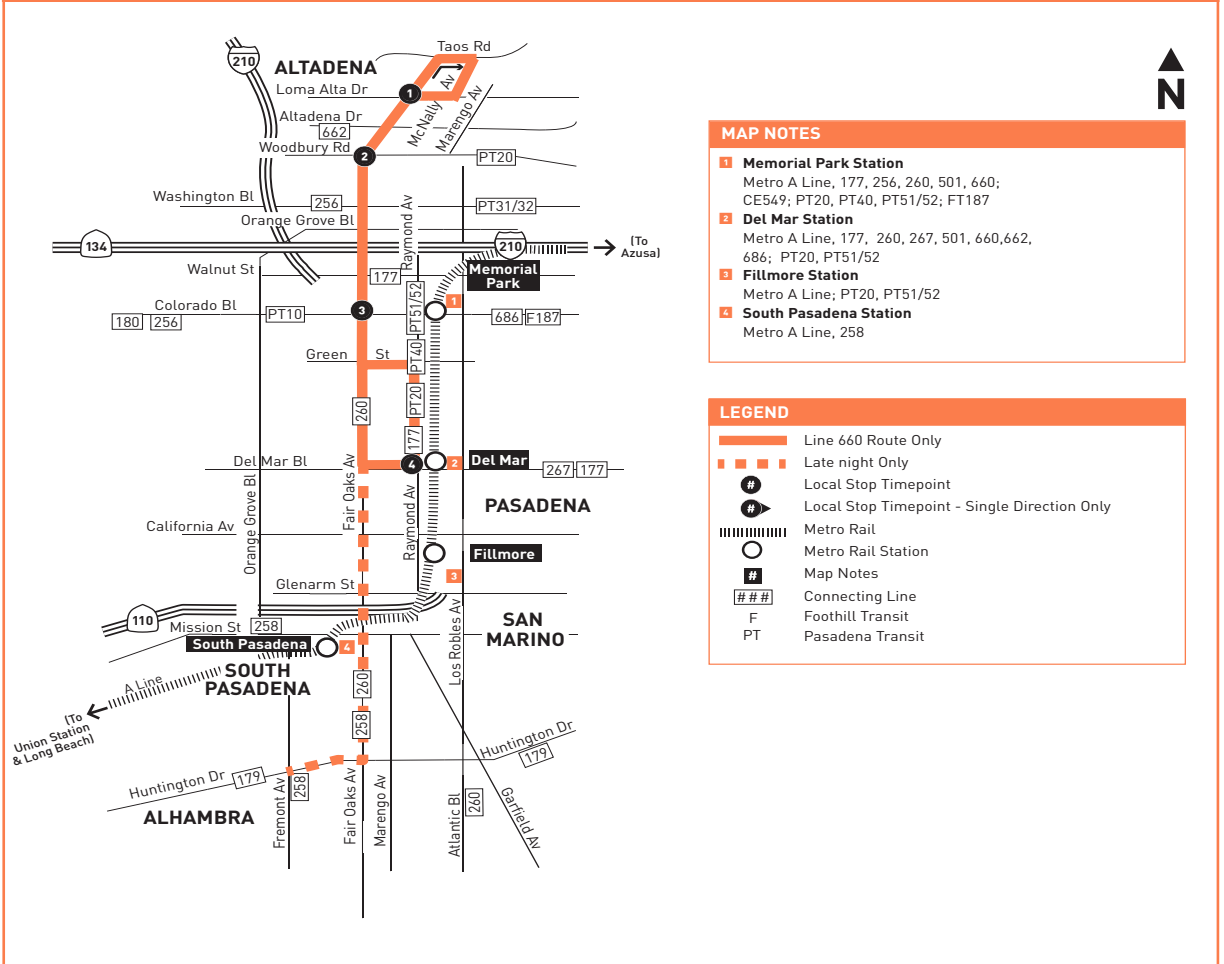 Taos Rd
210
ALTADENA
Loma Alta Dr
1
McNally Av
Marengo Av
Altadena Dr
662
Woodbury Rd
2
PT20
Washington Bl
256
PT31/32
Orange Grove Bl
Raymond Av
134
210
(To
Azusa)
Walnut St
177
Memorial
Park
1
Colorado Bl
180
256
PT10
3
PT51/52
686
F187
Green St
PT40
260
PT20
177
Del Mar Bl
4
2
Del Mar
267
177
Fair Oaks Av
Orange Grove Bl
Raymond Av
PASADENA
California Av
Fillmore
3
Glenarm St
110
Mission St
258
South Pasadena
4
SAN
MARINO
Los Robles Av
SOUTH
PASADENA
A Line
(To
Union Station
& Long Beach)
260
258
Huntington Dr
179
Huntington Dr
179
258
Fremont Av
Fair Oaks Av
Marengo Av
Atlantic Bl
260
Garfield Av
ALHAMBRA
N
MAP NOTES
1 Memorial Park Station
Metro A Line, 177, 256, 260, 501, 660;
CE549; PT20, PT40, PT51/52; FT187
2 Del Mar Station
Metro A Line, 177, 260, 267, 501, 660,662,
686; PT20, PT51/52
3 Fillmore Station
Metro A Line; PT20, PT51/52
4 South Pasadena Station
Metro A Line, 258
LEGEND
Line 660 Route Only
Late night Only
# Local Stop Timepoint
# Local Stop Timepoint - Single Direction Only
Metro Rail
Metro Rail Station
# Map Notes
### Connecting Line
F Foothill Transit
PT Pasadena Transit